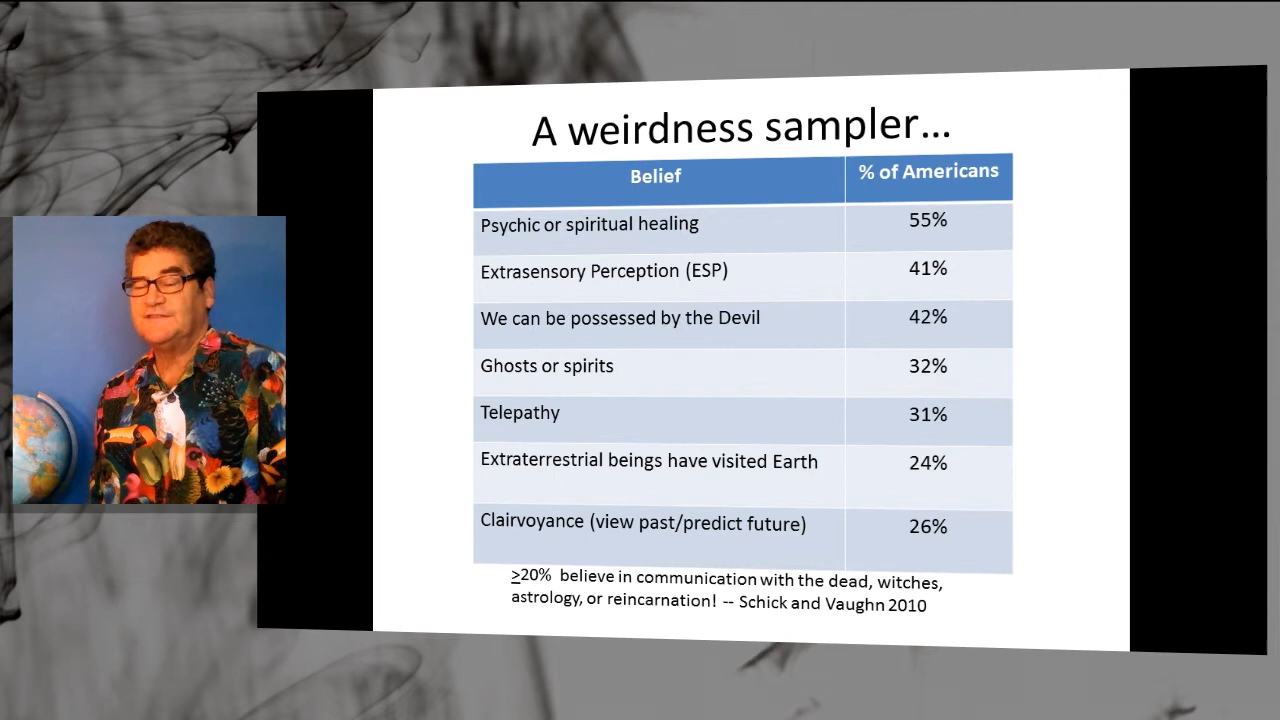 A weirdness sampler...
Belief % of Americans
Psychic or spiritual healing 55%
Extrasensory Perception (ESP) 41%
We can be possessed by the Devil 42%
Ghosts or spirits 32%
Telepathy 31%
Extraterrestrial beings have visited Earth 24%
Clairvoyance (view past/predict future) 26%
>20% believe in communication with the dead, witches,
astrology, or reincarnation! -- Schick and Vaughn 2010